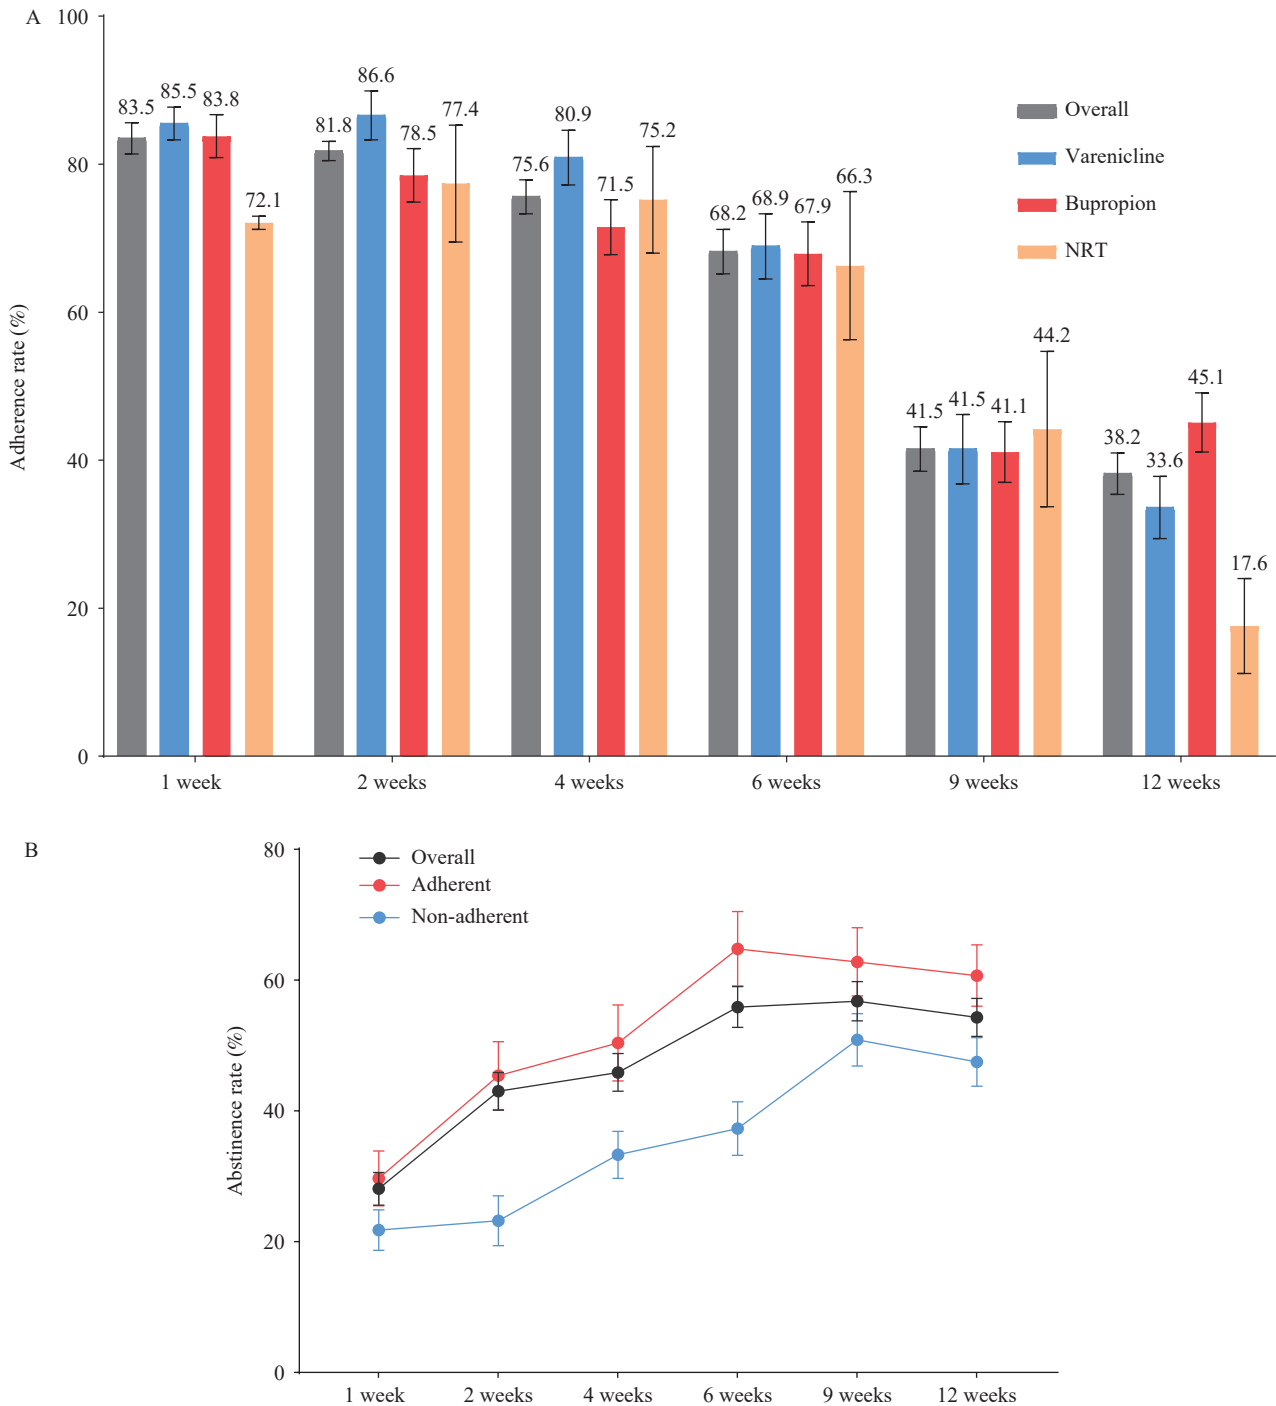 A
100
80
60
40
20
0
Adherence rate (%)
83.5 85.5 83.8 72.1
81.8 86.6 78.5 77.4
75.6 80.9 71.5 75.2
68.2 68.9 67.9 66.3
41.5 41.5 41.1 44.2
38.2 33.6 45.1 17.6
Overall
Varenicline
Bupropion
NRT
1 week 2 weeks 4 weeks 6 weeks 9 weeks 12 weeks
B
80
60
40
20
0
Abstinence rate (%)
Overall
Adherent
Non-adherent
1 week 2 weeks 4 weeks 6 weeks 9 weeks 12 weeks